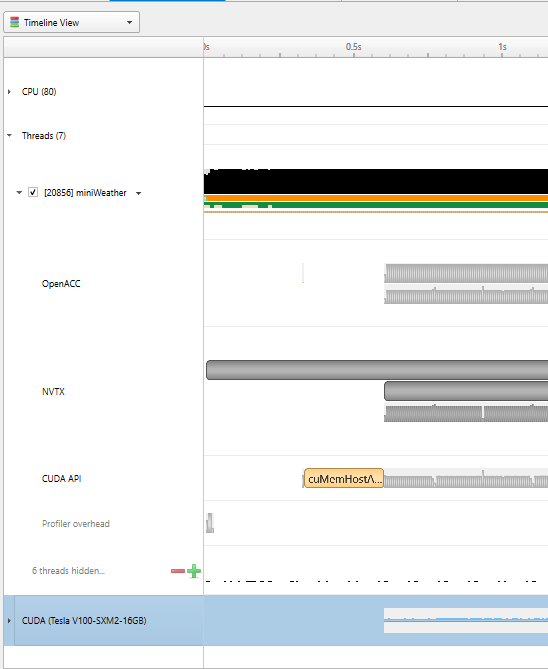 Timeline View
0s 0.5s 1s
CPU (80)
Threads (7)
[20856] miniWeather
OpenACC
NVTX
CUDA API
cuMemHostA...
Profiler overhead
6 threads hidden...
CUDA (Tesla V100-SXM2-16GB)